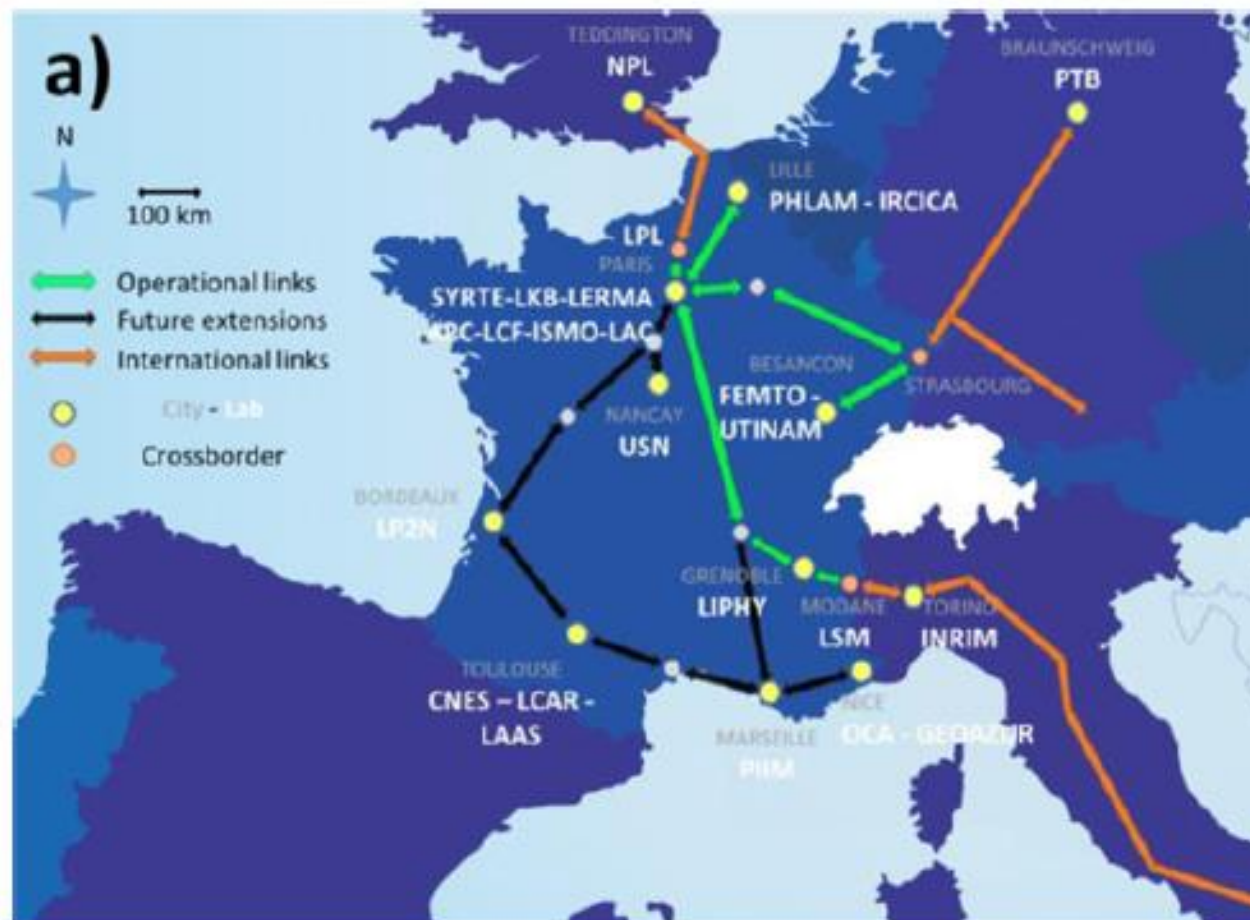 a)
TEDDINGTON
NPL
BRAUNSCHWEIG
PTB
N
100 km
LILLE
PHLAM - IRCICA
LPL
PARIS
SYRTE-LKB-LERMA
-LCF-ISMO-LAC
Operational links
Future extensions
International links
City - Lab
Crossborder
BESANCON
FEMTO -
UTINAM
STRASBOURG
NANCAY
USN
BORDEAUX
LP2N
GRENOBLE
LIPHY
MODANE
LSM
TORINO
INRIM
TOULOUSE
CNES – LCAR -
LAAS
NICE
OCA - GEOAZUR
MARSEILLE
PIIM